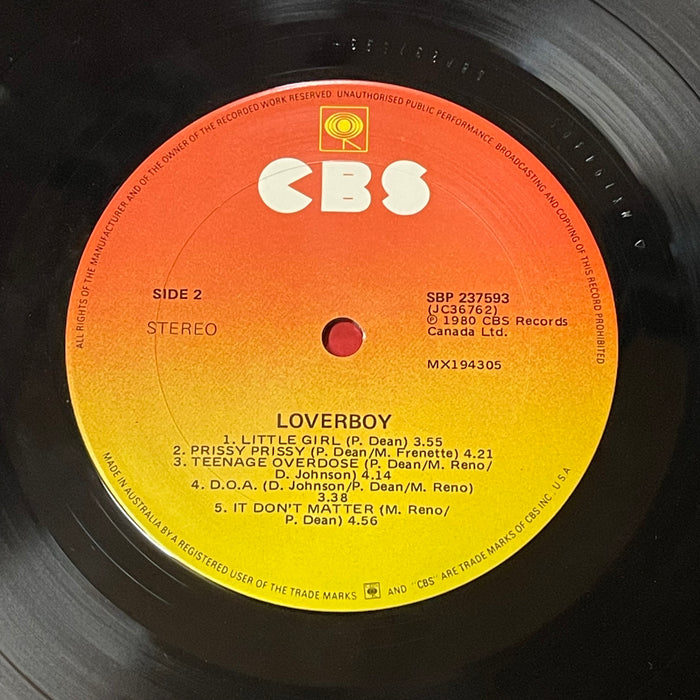 ALL RIGHTS OF THE MANUFACTURER AND OF THE OWNER OF THE RECORDED WORK RESERVED. UNAUTHORISED PUBLIC PERFORMANCE, BROADCASTING AND COPYING OF THIS RECORD PROHIBITED
CBS
SIDE 2
STEREO
SBP 237593
(JC36762)
℗ 1980 CBS Records
Canada Ltd.
MX194305
LOVERBOY
1. LITTLE GIRL (P. Dean) 3.55
2. PRISSY PRISSY (P. Dean/M. Frenette) 4.21
3. TEENAGE OVERDOSE (P. Dean/M. Reno/
D. Johnson) 4.14
4. D.O.A. (D. Johnson/P. Dean/M. Reno)
3.38
5. IT DON'T MATTER (M. Reno/
P. Dean) 4.56
MADE IN AUSTRALIA BY A REGISTERED USER OF THE TRADE MARKS AND "CBS" ARE TRADE MARKS OF CBS INC. U.S.A.